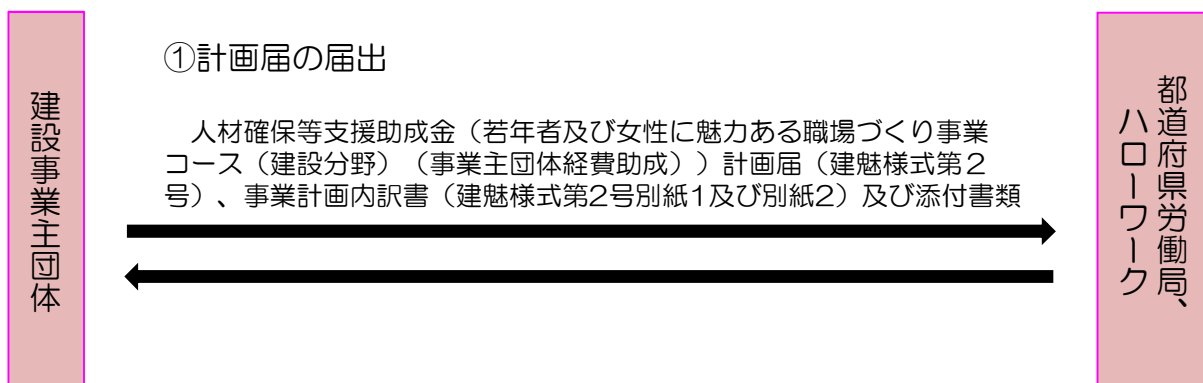 建設事業主団体
①計画届の届出
人材確保等支援助成金（若年者及び女性に魅力ある職場づくり事業
コース（建設分野）（事業主団体経費助成））計画届（建魅様式第２
号）、事業計画内訳書（建魅様式第2号別紙1及び別紙2）及び添付書類
都道府県労働局、
ハローワーク